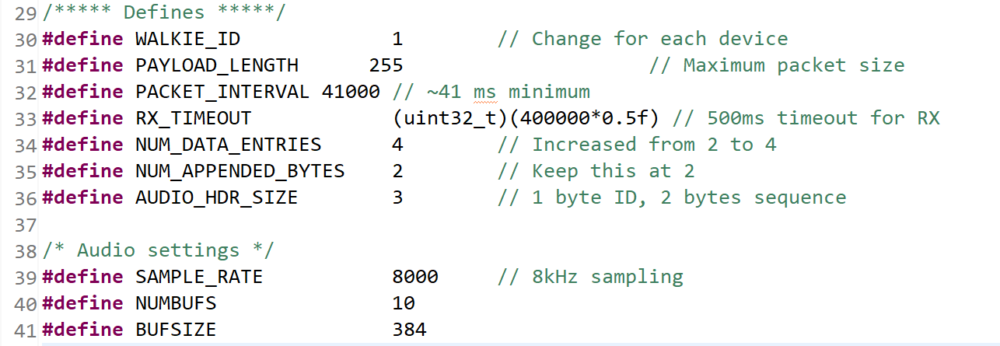 29 /***** Defines *****/
30 #define WALKIE_ID             1        // Change for each device
31 #define PAYLOAD_LENGTH      255                     // Maximum packet size
32 #define PACKET_INTERVAL 41000 // ~41 ms minimum
33 #define RX_TIMEOUT            (uint32_t)(400000*0.5f) // 500ms timeout for RX
34 #define NUM_DATA_ENTRIES      4        // Increased from 2 to 4
35 #define NUM_APPENDED_BYTES    2        // Keep this at 2
36 #define AUDIO_HDR_SIZE        3        // 1 byte ID, 2 bytes sequence
37
38 /* Audio settings */
39 #define SAMPLE_RATE           8000     // 8kHz sampling
40 #define NUMBUFS               10
41 #define BUFSIZE               384